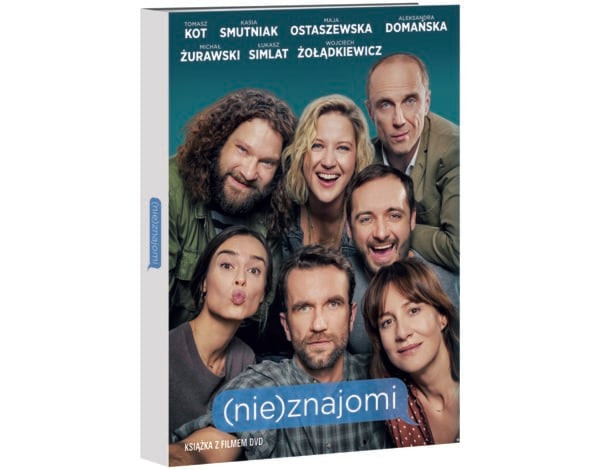 TOMASZ KASIA MAJA ALEKSANDRA
KOT SMUTNIAK OSTASZEWSKA DOMAŃSKA
MICHAŁ ŁUKASZ WOJCIECH
ŻURAWSKI SIMLAT ŻOŁĄDKIEWICZ
(nie)znajomi
(nie)znajomi
KSIĄŻKA Z FILMEM DVD